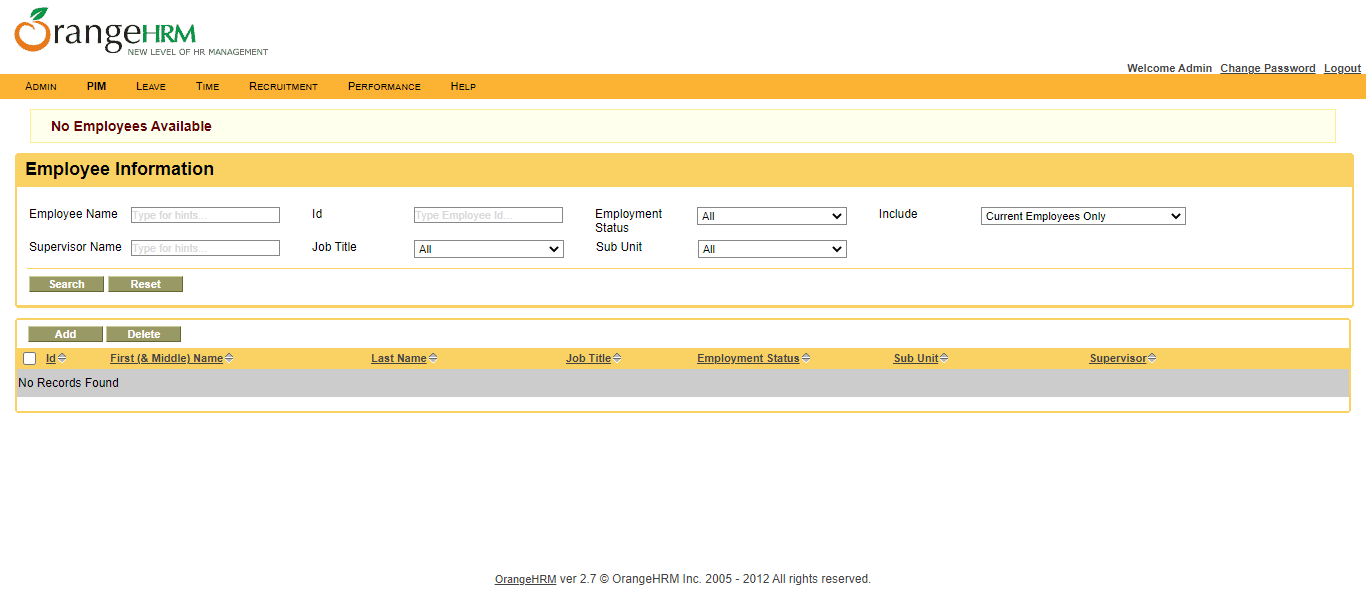 OrangeHRM
NEW LEVEL OF HR MANAGEMENT
Welcome Admin Change Password Logout
Admin PIM Leave Time Recruitment Performance Help
No Employees Available
Employee Information
Employee Name Type for hints... Id Type Employee Id... Employment Status All Include Current Employees Only
Supervisor Name Type for hints... Job Title All Sub Unit All
Search Reset
Add Delete
Id First (& Middle) Name Last Name Job Title Employment Status Sub Unit Supervisor
No Records Found
OrangeHRM ver 2.7 © OrangeHRM Inc. 2005 - 2012 All rights reserved.